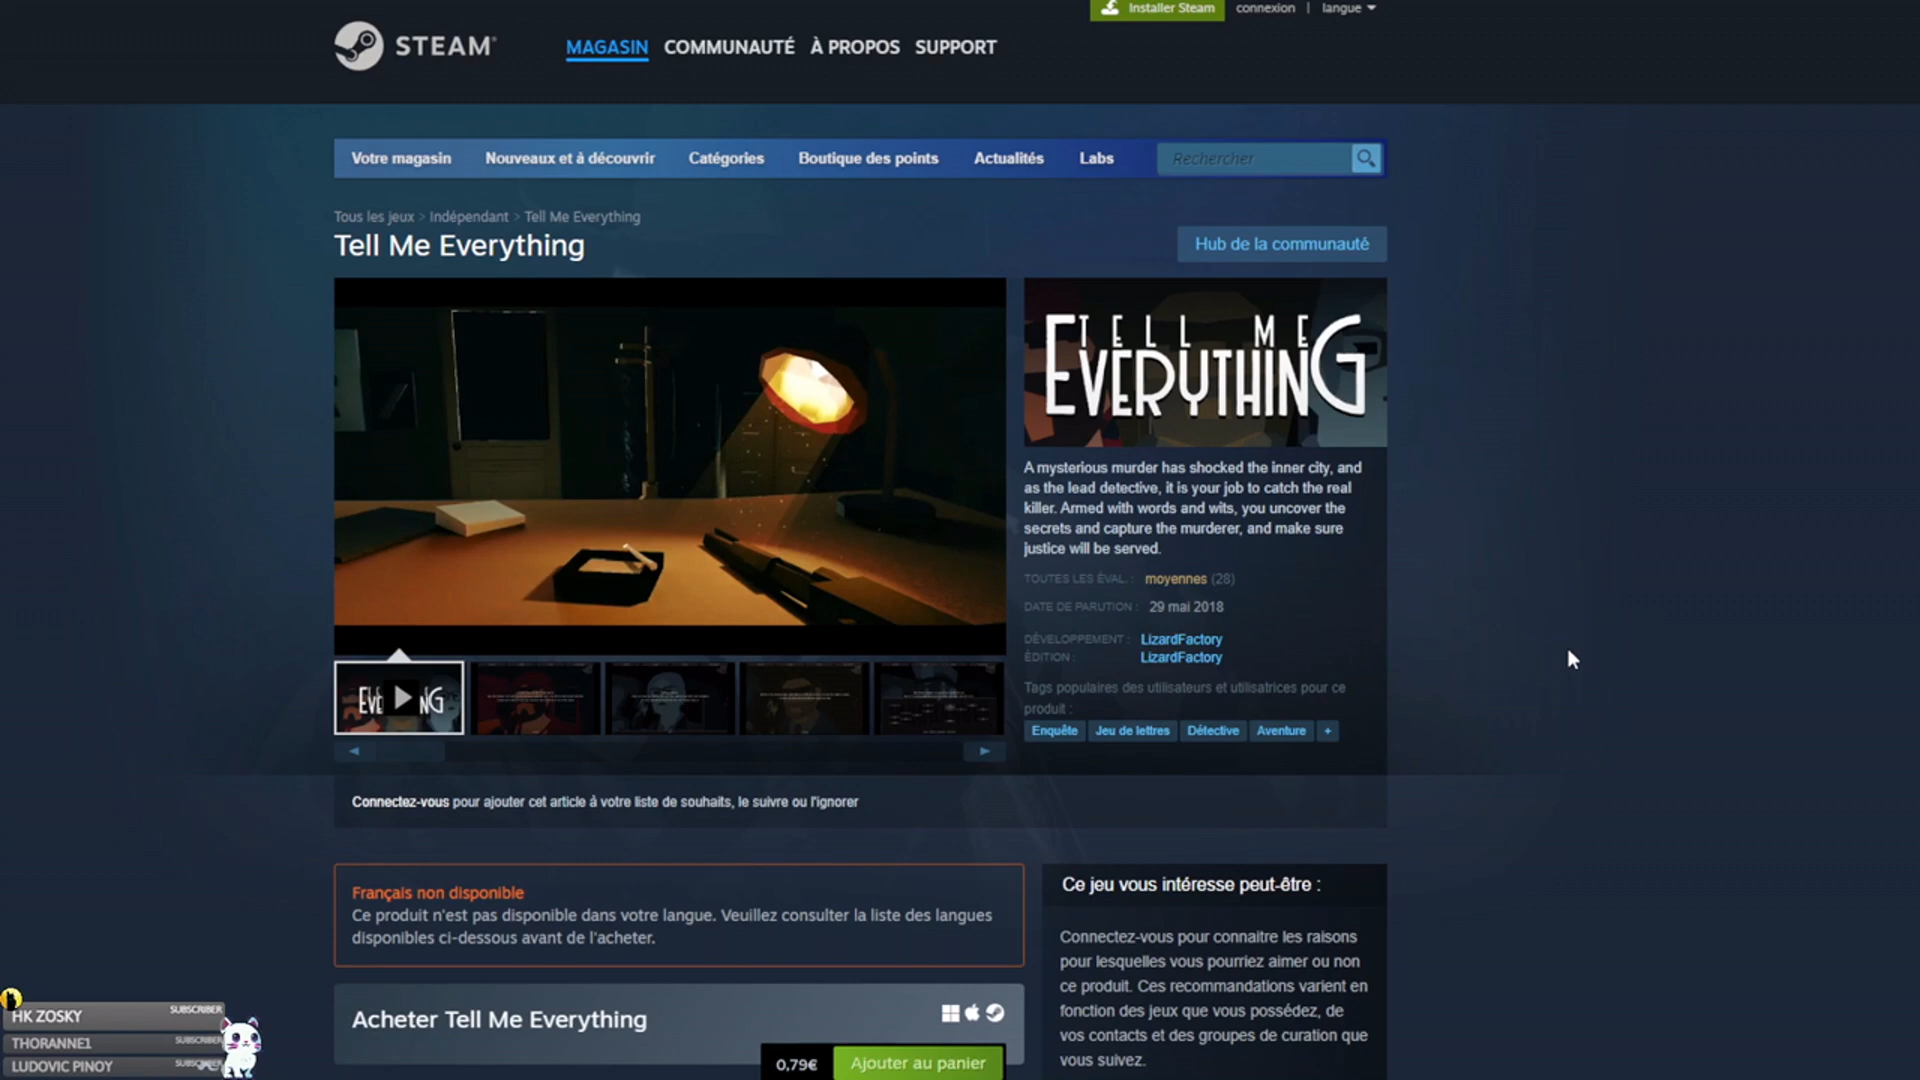 Installer Steam connexion | langue
STEAM
MAGASIN COMMUNAUTÉ À PROPOS SUPPORT
Votre magasin Nouveaux et à découvrir Catégories Boutique des points Actualités Labs Rechercher
Tous les jeux > Indépendant > Tell Me Everything
Tell Me Everything
Hub de la communauté
TELL ME
EVERYTHING
A mysterious murder has shocked the inner city, and
as the lead detective, it is your job to catch the real
killer. Armed with words and wits, you uncover the
secrets and capture the murderer, and make sure
justice will be served.
TOUTES LES ÉVAL. : moyennes (28)
DATE DE PARUTION : 29 mai 2018
DÉVELOPPEMENT : LizardFactory
ÉDITION : LizardFactory
Tags populaires des utilisateurs et utilisatrices pour ce
produit :
Enquête Jeu de lettres Détective Aventure +
Connectez-vous pour ajouter cet article à votre liste de souhaits, le suivre ou l'ignorer
Français non disponible
Ce produit n'est pas disponible dans votre langue. Veuillez consulter la liste des langues
disponibles ci-dessous avant de l'acheter.
Acheter Tell Me Everything
0,79€ Ajouter au panier
Ce jeu vous intéresse peut-être :
Connectez-vous pour connaitre les raisons
pour lesquelles vous pourriez aimer ou non
ce produit. Ces recommandations varient en
fonction des jeux que vous possédez, de
vos contacts et des groupes de curation que
vous suivez.
HK ZOSKY SUBSCRIBER
THORANNE1 SUBSCRIBER
LUDOVIC PINOY